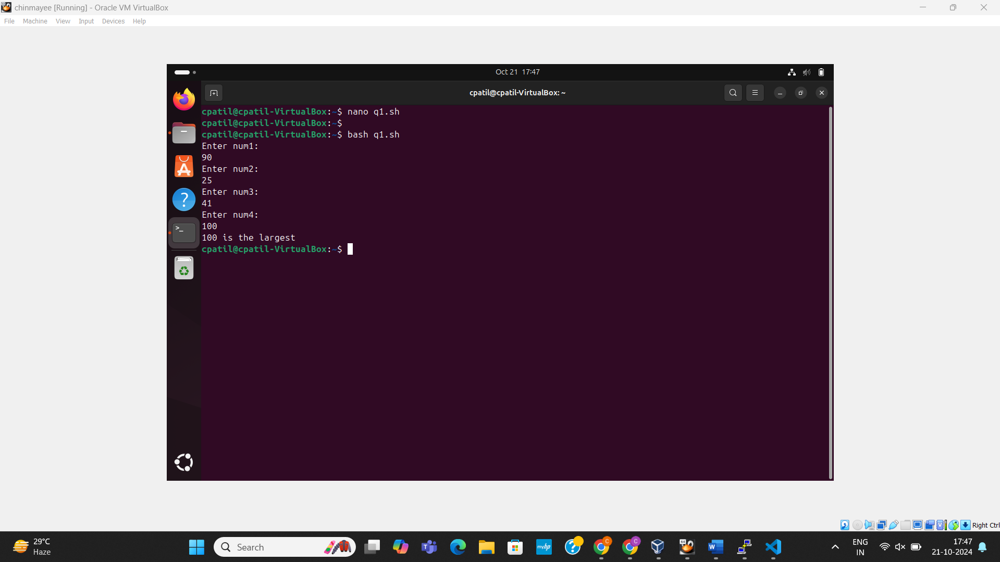 chinmayee [Running] - Oracle VM VirtualBox
File Machine View Input Devices Help
Oct 21 17:47
cpatil@cpatil-VirtualBox: ~
cpatil@cpatil-VirtualBox:~$ nano q1.sh
cpatil@cpatil-VirtualBox:~$
cpatil@cpatil-VirtualBox:~$ bash q1.sh
Enter num1:
90
Enter num2:
25
Enter num3:
41
Enter num4:
100
100 is the largest
cpatil@cpatil-VirtualBox:~$
Right Ctrl
29°C
Haze
Search
myhp
ENG
IN
17:47
21-10-2024